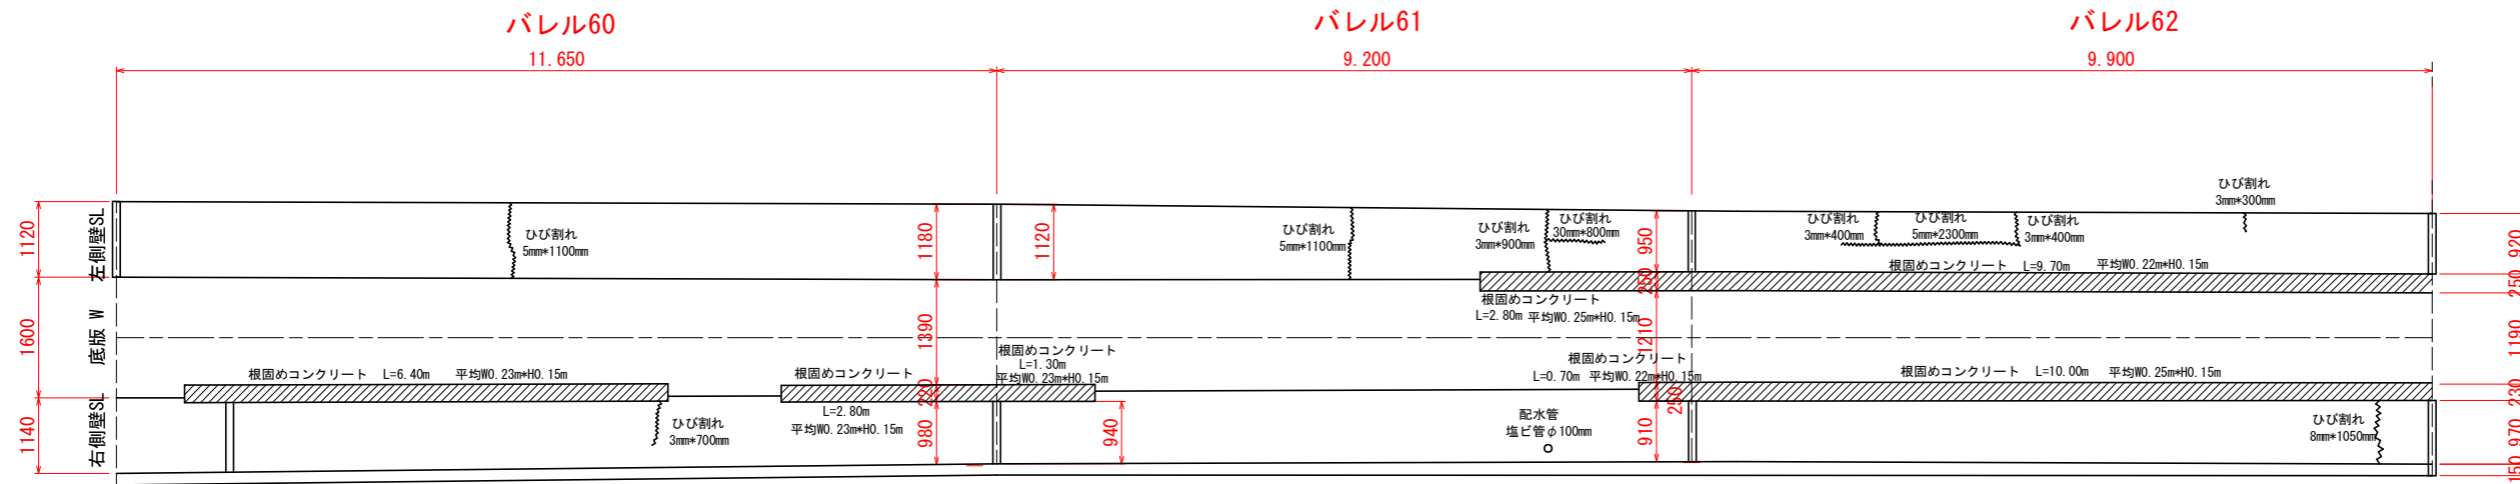 バレル60
バレル61
バレル62
11.650
9.200
9.900
ひび割れ
3mm*300mm
左側壁SL
1120
ひび割れ
5mm*1100mm
1180
1120
ひび割れ
5mm*1100mm
ひび割れ
3mm*900mm
ひび割れ
30mm*800mm
950
ひび割れ
3mm*400mm
ひび割れ
5mm*2300mm
ひび割れ
3mm*400mm
920
根固めコンクリート L=9.70m 平均W0.22m*H0.15m
250
250
根固めコンクリート
L=2.80m 平均W0.25m*H0.15m
底版 W
1600
1390
1210
1190
根固めコンクリート
L=1.30m
平均W0.23m*H0.15m
根固めコンクリート
L=0.70m 平均W0.22m*H0.15m
根固めコンクリート L=6.40m 平均W0.23m*H0.15m
根固めコンクリート
L=2.80m
平均W0.23m*H0.15m
220
250
根固めコンクリート L=10.00m 平均W0.25m*H0.15m
230
右側壁SL
1140
ひび割れ
3mm*700mm
980
940
配水管
塩ビ管φ100mm
910
ひび割れ
8mm*1050mm
970
150